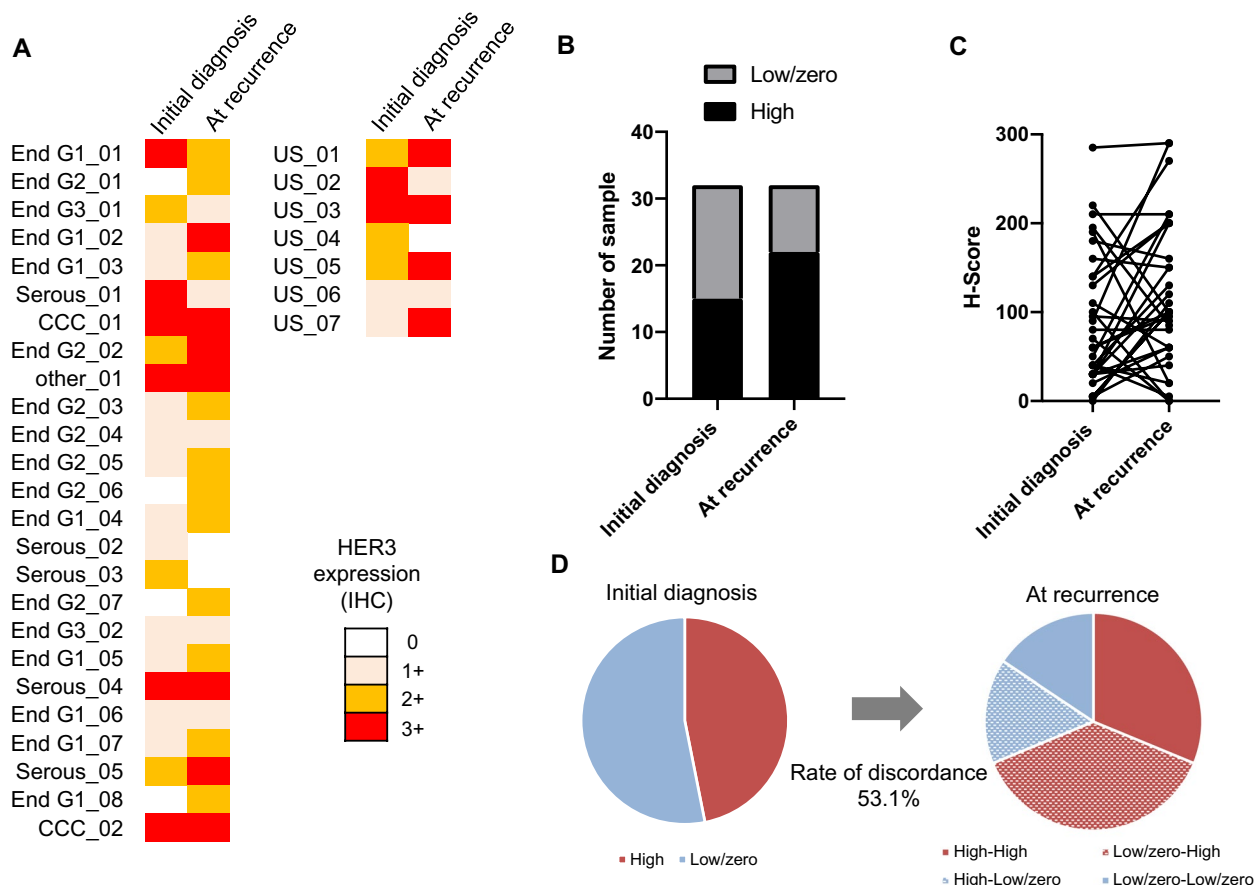 A
Initial diagnosis
At recurrence
End G1_01
End G2_01
End G3_01
End G1_02
End G1_03
Serous_01
CCC_01
End G2_02
other_01
End G2_03
End G2_04
End G2_05
End G2_06
End G1_04
Serous_02
Serous_03
End G2_07
End G3_02
End G1_05
Serous_04
End G1_06
End G1_07
Serous_05
End G1_08
CCC_02
Initial diagnosis
At recurrence
US_01
US_02
US_03
US_04
US_05
US_06
US_07
HER3
expression
(IHC)
0
1+
2+
3+
B
Low/zero
High
Number of sample
40
30
20
10
0
Initial diagnosis
At recurrence
C
H-Score
300
200
100
0
Initial diagnosis
At recurrence
D
Initial diagnosis
High
Low/zero
Rate of discordance
53.1%
At recurrence
High-High
Low/zero-High
High-Low/zero
Low/zero-Low/zero